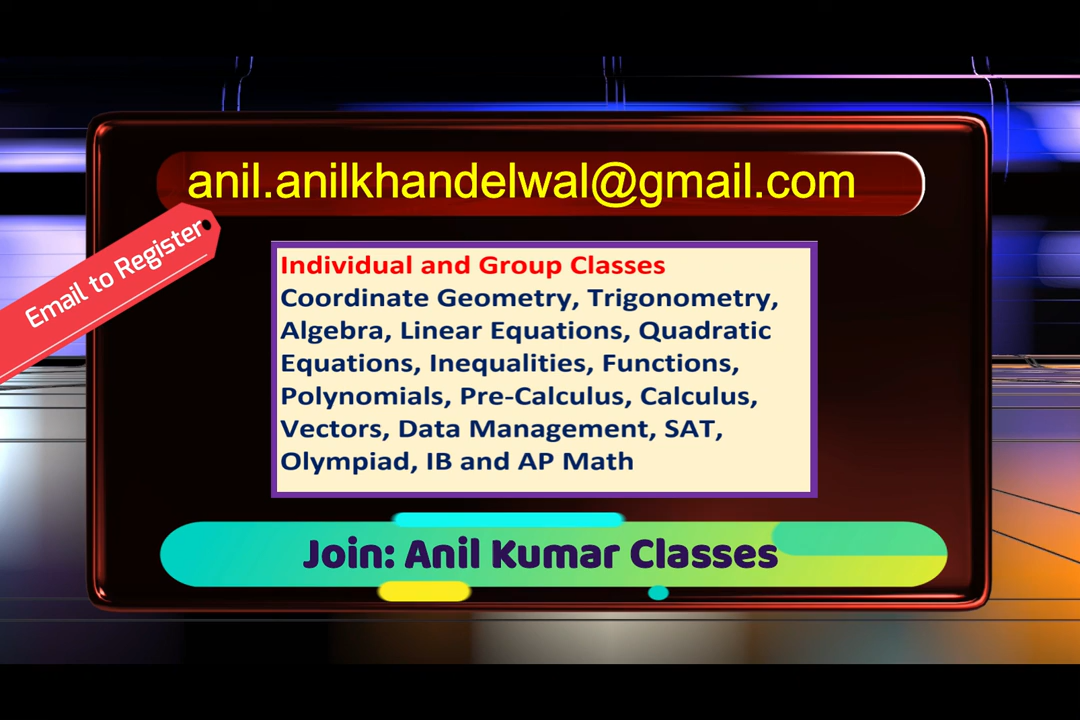 anil.anilkhandelwal@gmail.com
Email to Register
Individual and Group Classes
Coordinate Geometry, Trigonometry,
Algebra, Linear Equations, Quadratic
Equations, Inequalities, Functions,
Polynomials, Pre-Calculus, Calculus,
Vectors, Data Management, SAT,
Olympiad, IB and AP Math
Join: Anil Kumar Classes